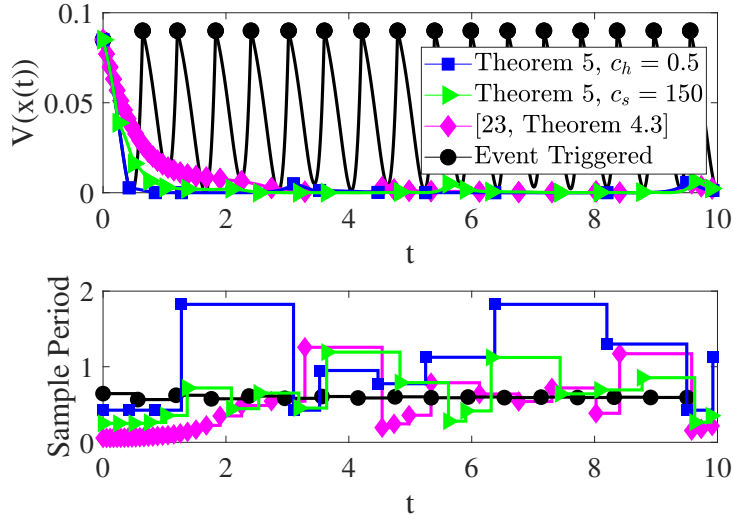 V(x(t))
0.1
0.05
0
Theorem 5, c_h = 0.5
Theorem 5, c_s = 150
[23, Theorem 4.3]
Event Triggered
0 2 4 6 8 10
t
Sample Period
2
1
0
0 2 4 6 8 10
t